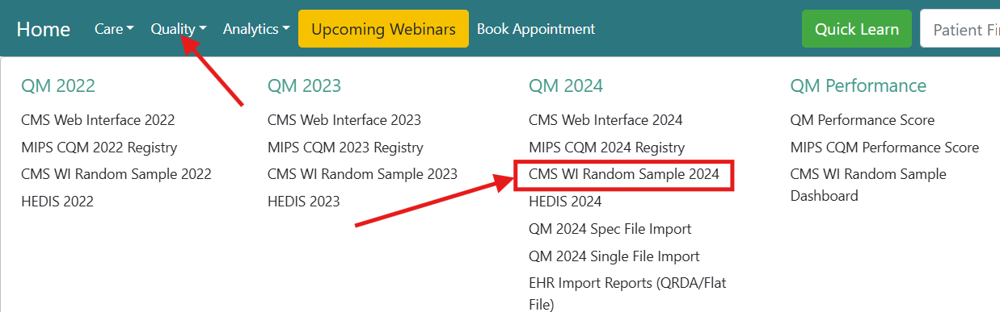 Home Care Quality Analytics Upcoming Webinars Book Appointment Quick Learn Patient Fi
QM 2022
CMS Web Interface 2022
MIPS CQM 2022 Registry
CMS WI Random Sample 2022
HEDIS 2022
QM 2023
CMS Web Interface 2023
MIPS CQM 2023 Registry
CMS WI Random Sample 2023
HEDIS 2023
QM 2024
CMS Web Interface 2024
MIPS CQM 2024 Registry
CMS WI Random Sample 2024
HEDIS 2024
QM 2024 Spec File Import
QM 2024 Single File Import
EHR Import Reports (QRDA/Flat
File)
QM Performance
QM Performance Score
MIPS CQM Performance Score
CMS WI Random Sample
Dashboard